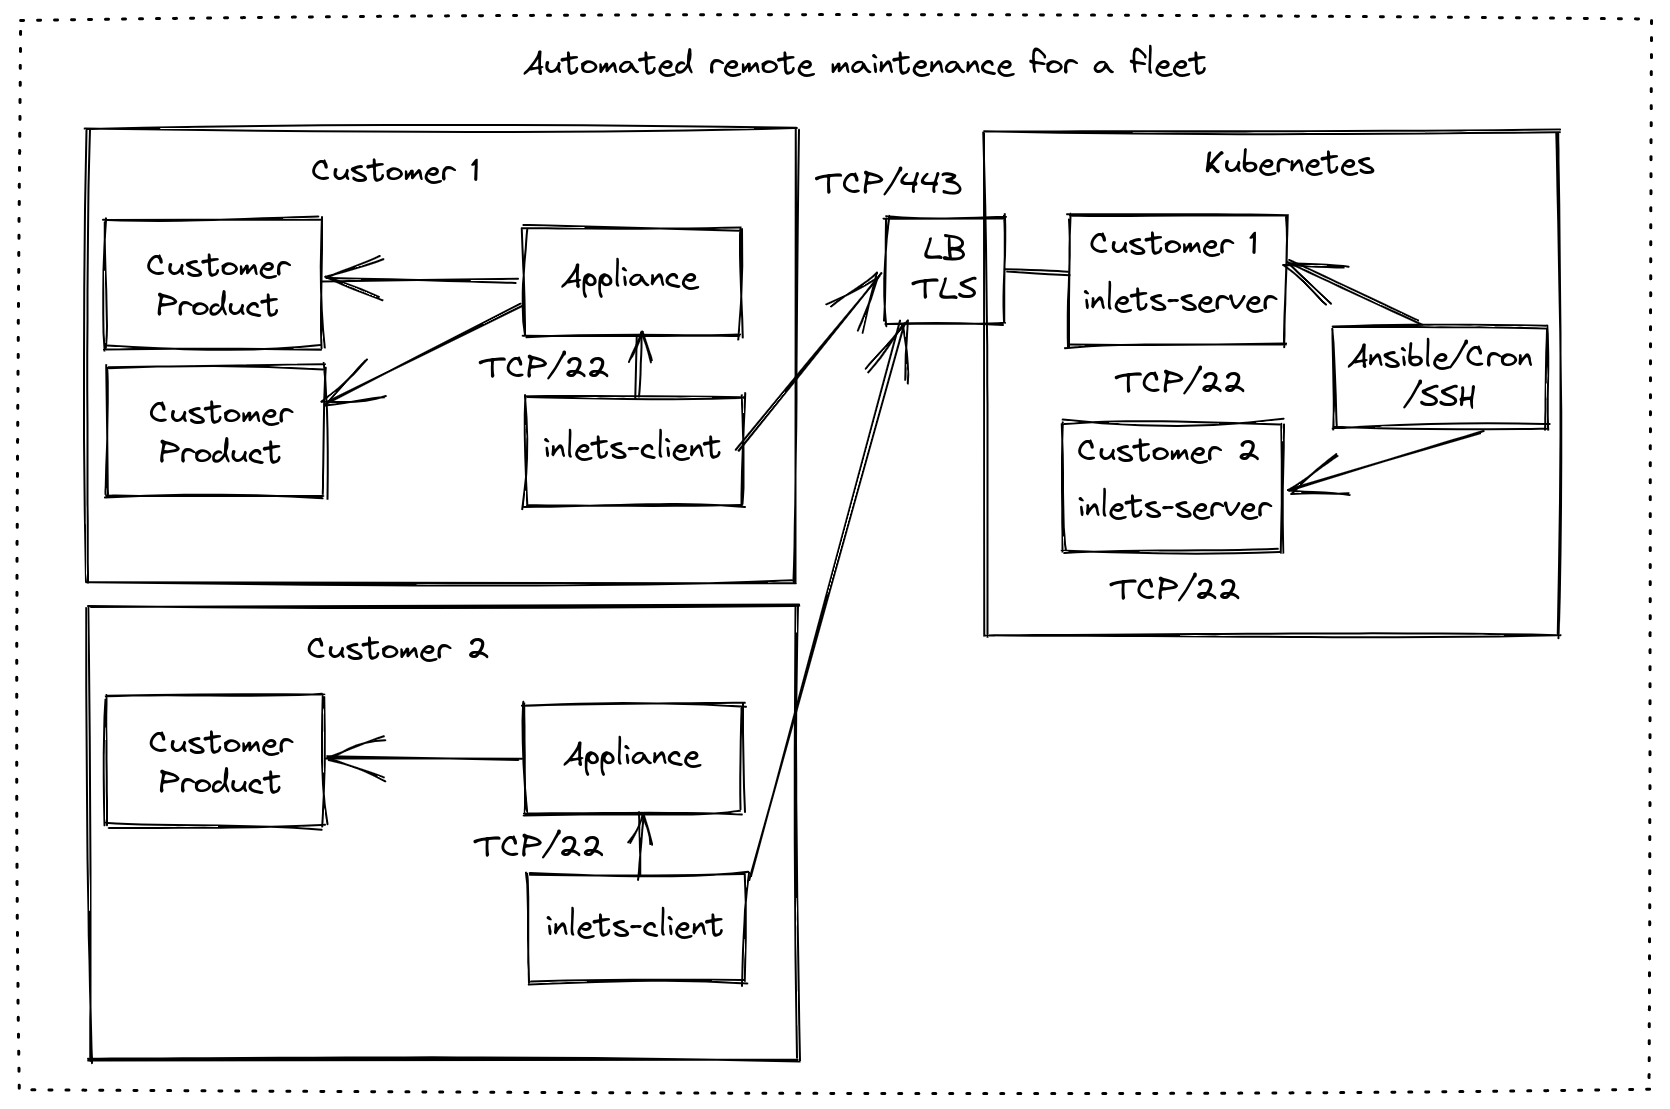 Automated remote maintenance for a fleet
Customer 1
Customer
Product
Appliance
Customer
Product
TCP/22
inlets-client
TCP/443
LB
TLS
Kubernetes
Customer 1
inlets-server
TCP/22
Ansible/Cron
/SSH
Customer 2
inlets-server
TCP/22
Customer 2
Customer
Product
Appliance
TCP/22
inlets-client